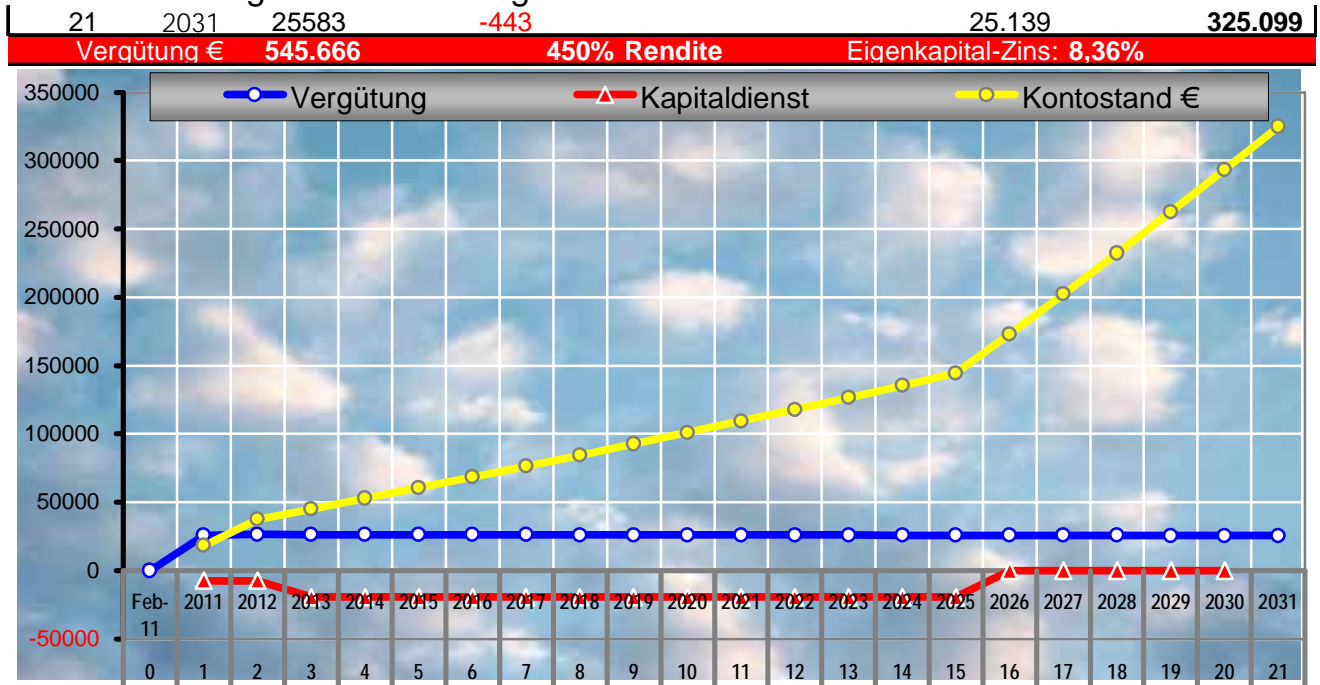 21 2031 25583 -443 25.139 325.099
Vergütung € 545.666 450% Rendite Eigenkapital-Zins: 8,36%
Vergütung Kapitaldienst Kontostand €
350000
300000
250000
200000
150000
100000
50000
0
-50000
Feb-11 2011 2012 2013 2014 2015 2016 2017 2018 2019 2020 2021 2022 2023 2024 2025 2026 2027 2028 2029 2030 2031
0 1 2 3 4 5 6 7 8 9 10 11 12 13 14 15 16 17 18 19 20 21